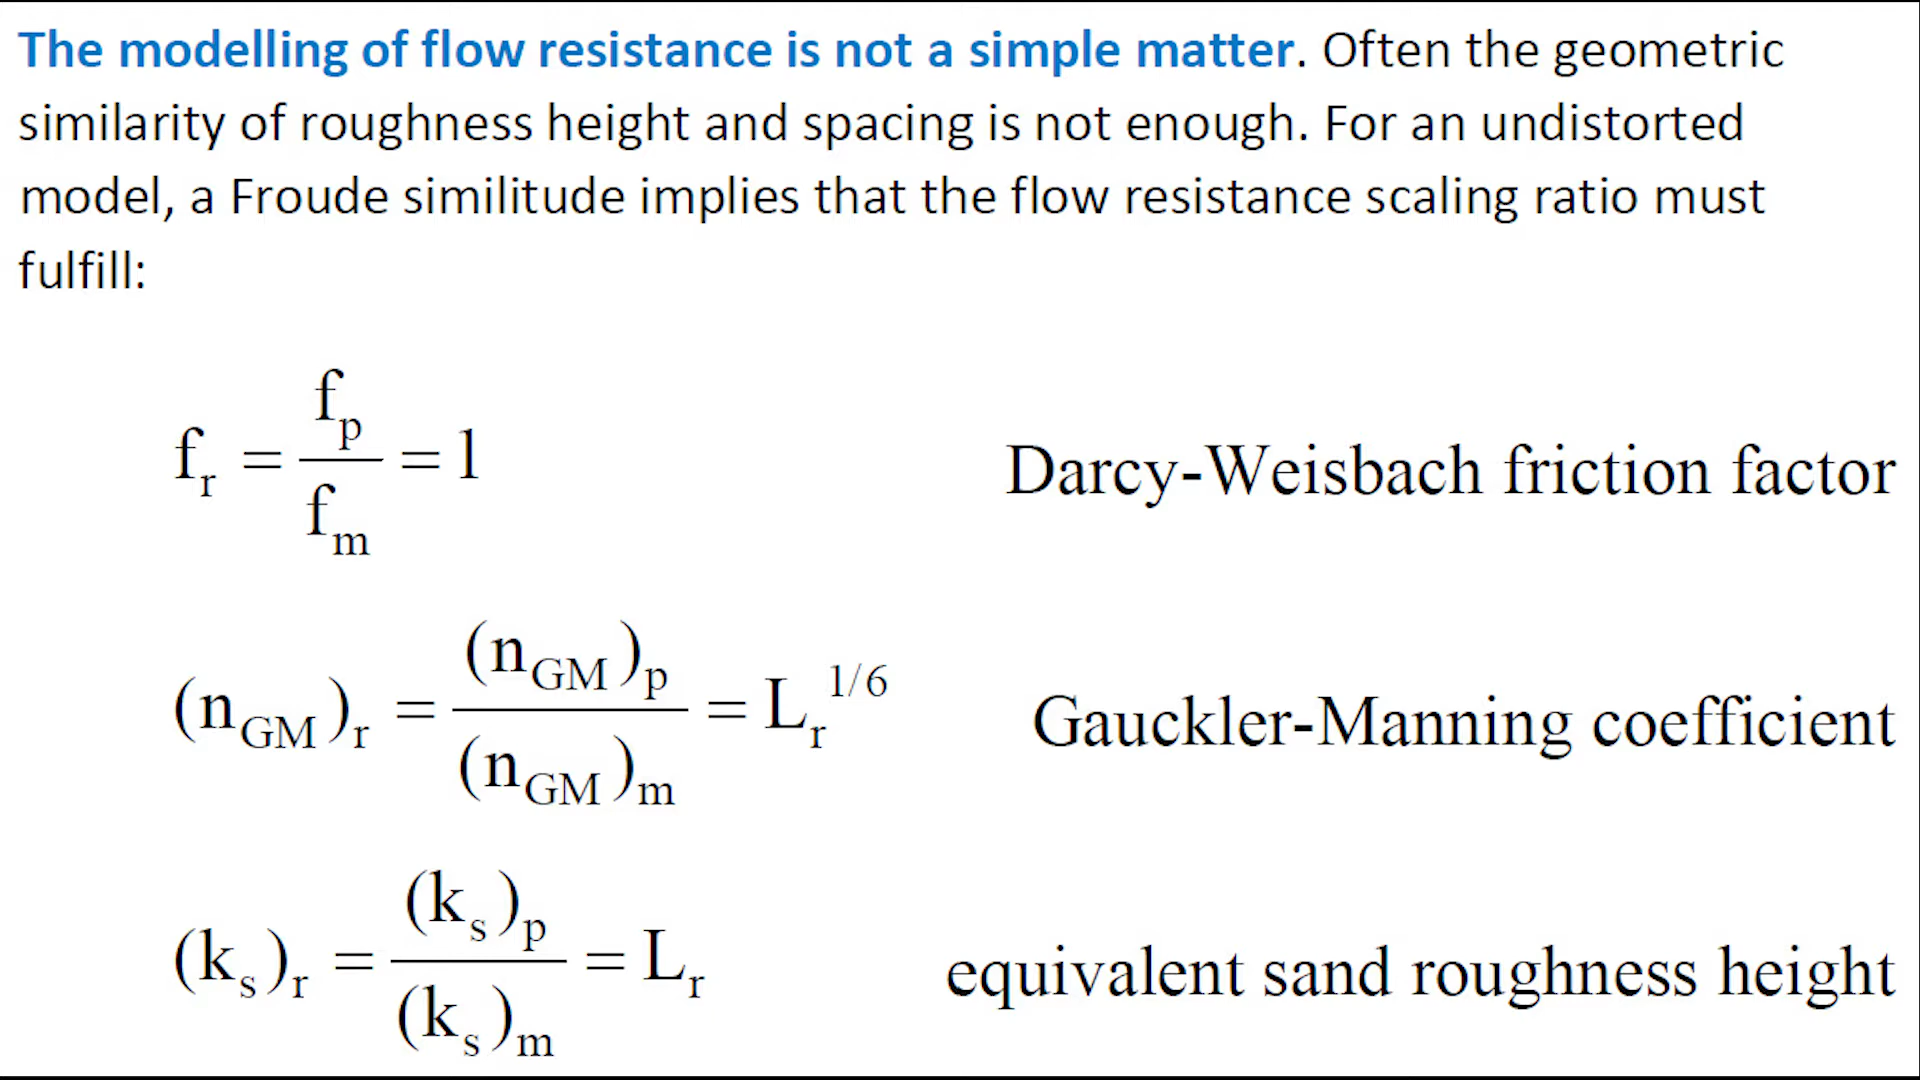 The modelling of flow resistance is not a simple matter. Often the geometric
similarity of roughness height and spacing is not enough. For an undistorted
model, a Froude similitude implies that the flow resistance scaling ratio must
fulfill:
f_r = f_p / f_m = 1 Darcy-Weisbach friction factor
(n_GM)_r = (n_GM)_p / (n_GM)_m = L_r^1/6 Gauckler-Manning coefficient
(k_s)_r = (k_s)_p / (k_s)_m = L_r equivalent sand roughness height